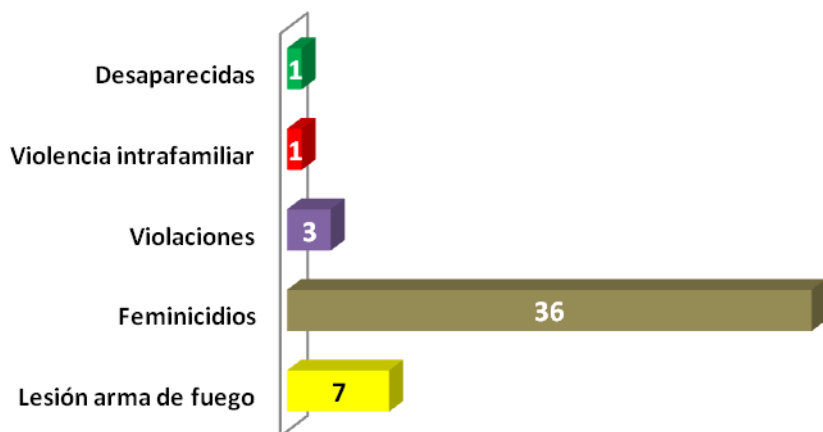 Desaparecidas 1
Violencia intrafamiliar 1
Violaciones 3
Feminicidios 36
Lesión arma de fuego 7